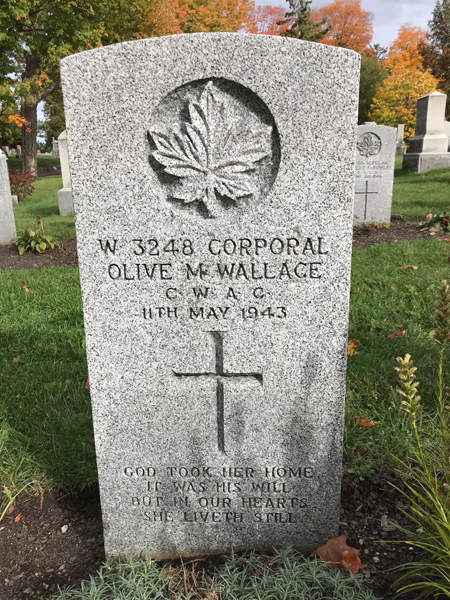 W 3248 CORPORAL
OLIVE M WALLACE
C W A C
11TH MAY 1943
GOD TOOK HER HOME,
IT WAS HIS WILL
BUT IN OUR HEARTS
SHE LIVETH STILL.